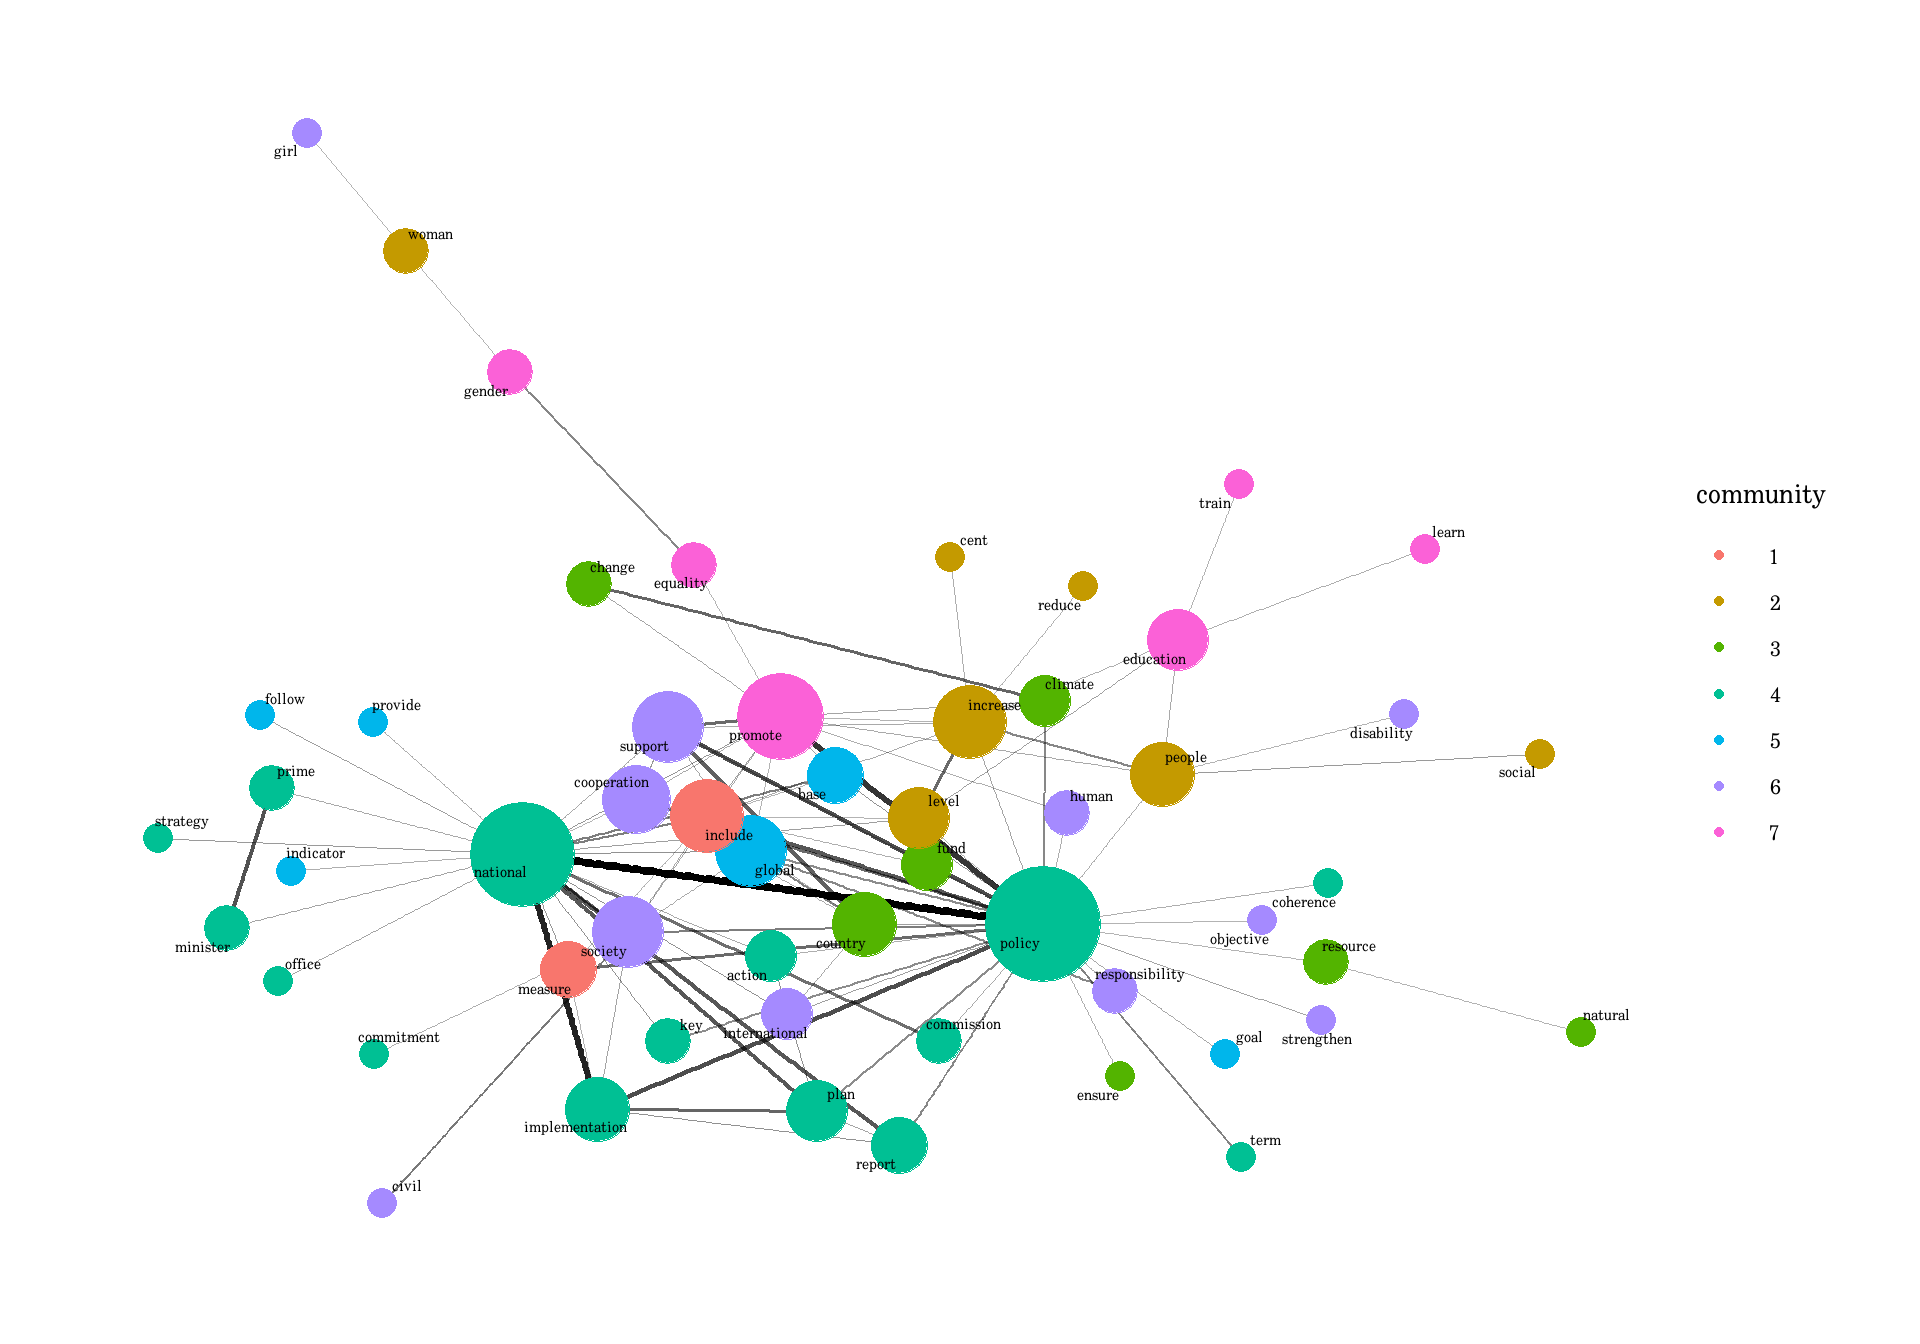 girl
woman
gender
train
learn
cent
change
equality
reduce
education
climate
follow
provide
increase
support
promote
people
disability
social
prime
cooperation
base
human
level
strategy
include
indicator
fund
national
global
coherence
minister
society
country
policy
objective
resource
office
action
responsibility
measure
natural
commitment
key
international
commission
goal
strengthen
plan
ensure
implementation
report
term
civil
community
1
2
3
4
5
6
7